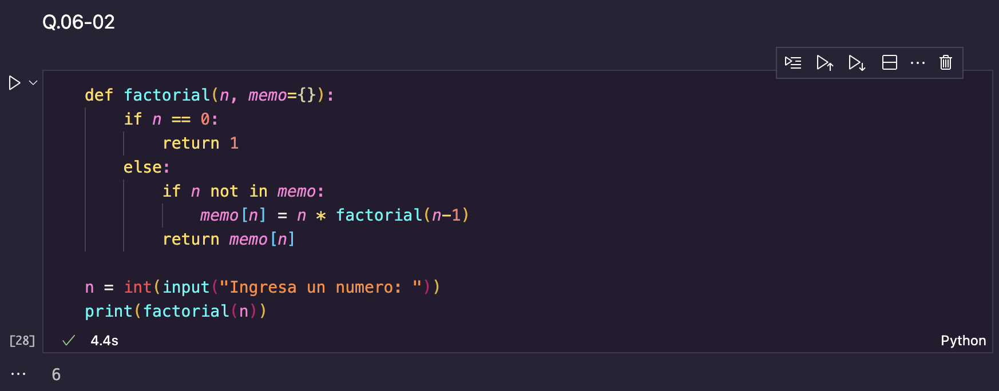 Q.06-02
def factorial(n, memo={}):
    if n == 0:
        return 1
    else:
        if n not in memo:
            memo[n] = n * factorial(n-1)
        return memo[n]

n = int(input("Ingresa un numero: "))
print(factorial(n))
[28] 4.4s Python
6